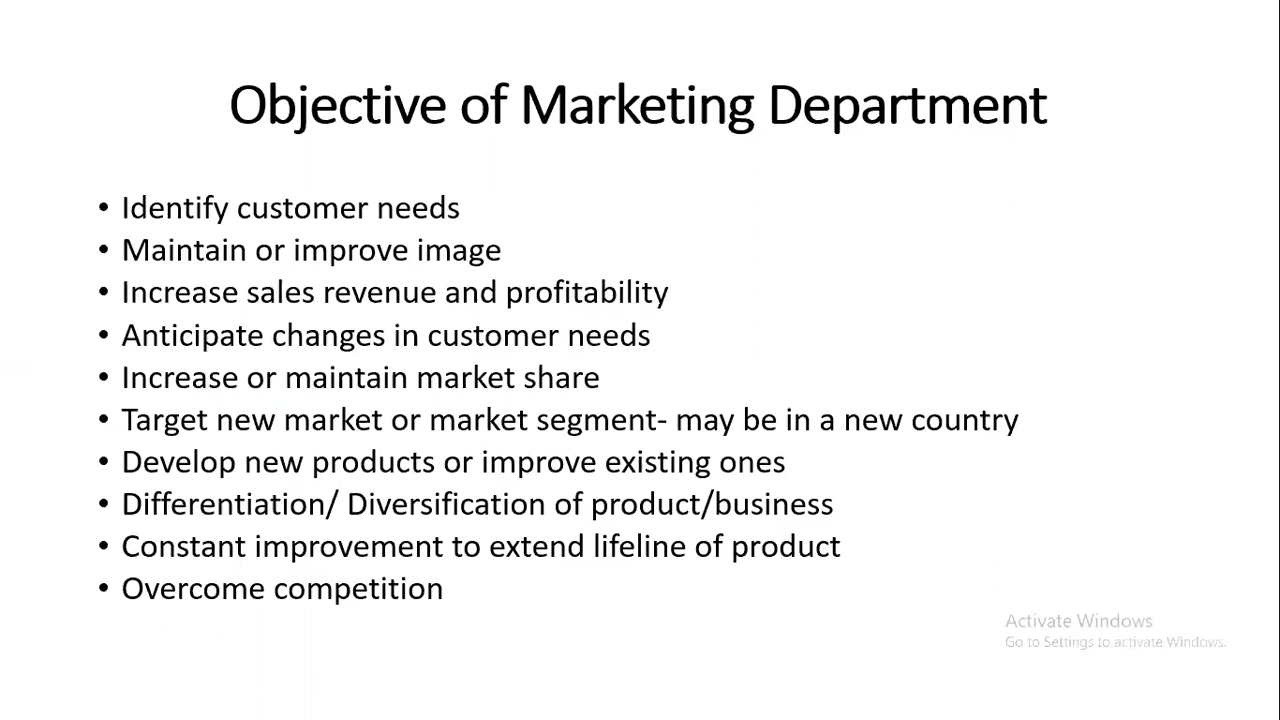 Objective of Marketing Department
• Identify customer needs
• Maintain or improve image
• Increase sales revenue and profitability
• Anticipate changes in customer needs
• Increase or maintain market share
• Target new market or market segment- may be in a new country
• Develop new products or improve existing ones
• Differentiation/ Diversification of product/business
• Constant improvement to extend lifeline of product
• Overcome competition
Activate Windows
Go to Settings to activate Windows.